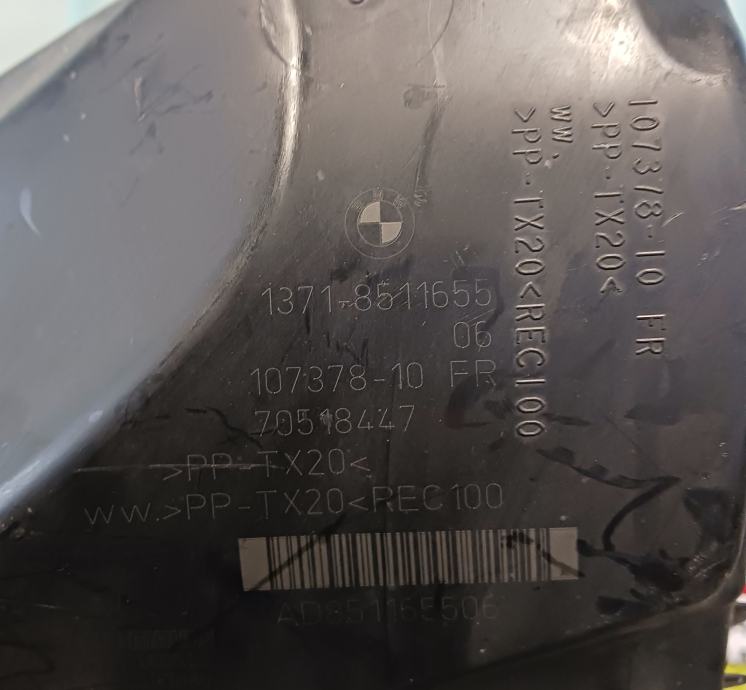 BMW
1371-8511655
06
107378-10 FR
70518447
>PP-TX20<
ww.>PP-TX20<REC100
AD851165506
107378-10 FR
>PP-TX20<
ww.
>PP-TX20<REC100